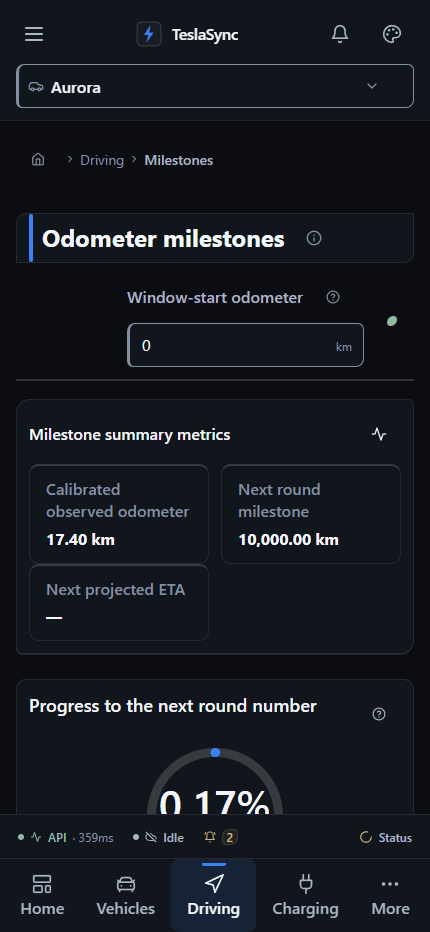 TeslaSync
Aurora
Driving
Milestones
Odometer milestones
Window-start odometer
0 km
Milestone summary metrics
Calibrated
observed odometer
17.40 km
Next round
milestone
10,000.00 km
Next projected ETA
—
Progress to the next round number
0.17%
API · 359ms
Idle
2
Status
Home
Vehicles
Driving
Charging
More